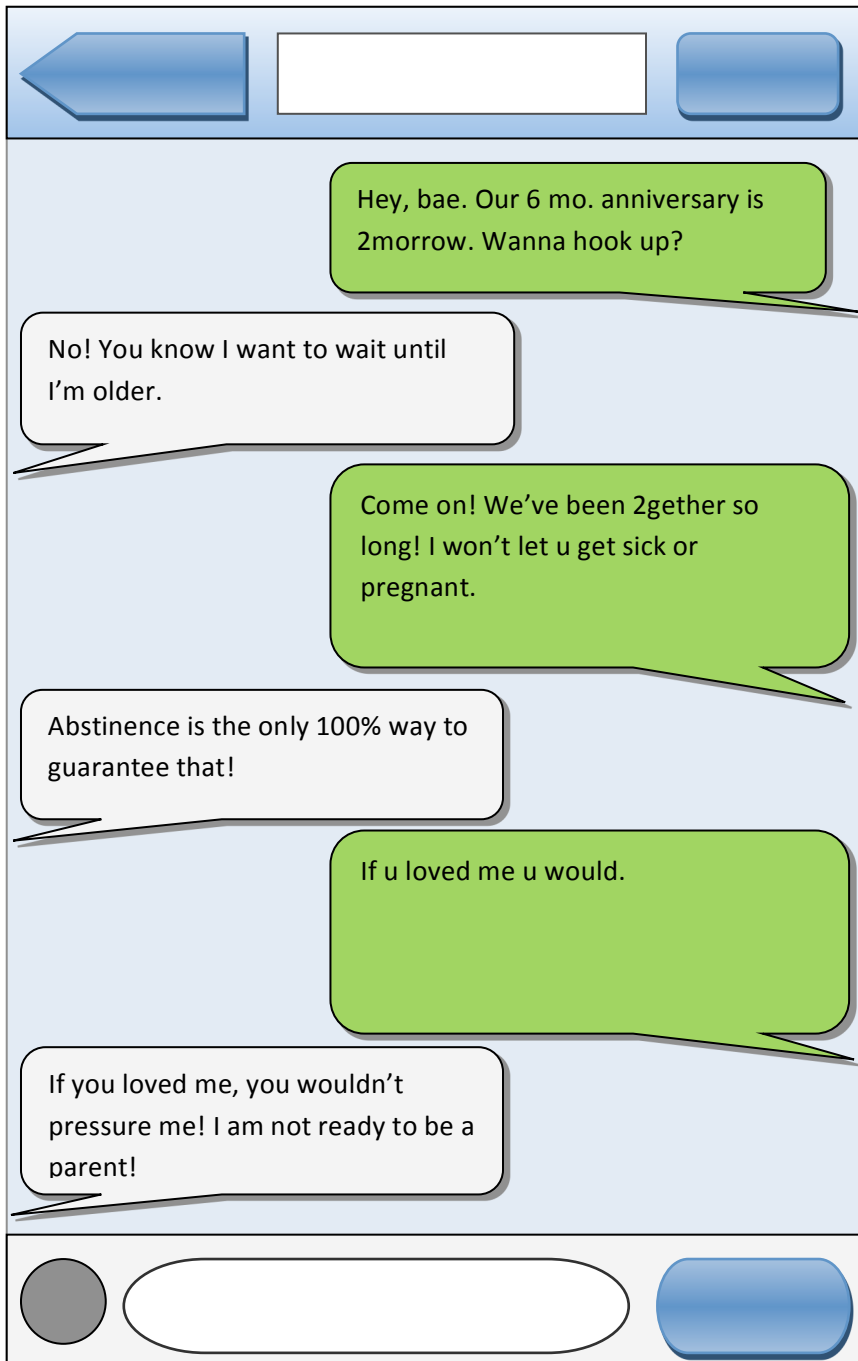 Hey, bae. Our 6 mo. anniversary is
2morrow. Wanna hook up?
No! You know I want to wait until
I’m older.
Come on! We’ve been 2gether so
long! I won’t let u get sick or
pregnant.
Abstinence is the only 100% way to
guarantee that!
If u loved me u would.
If you loved me, you wouldn’t
pressure me! I am not ready to be a
parent!